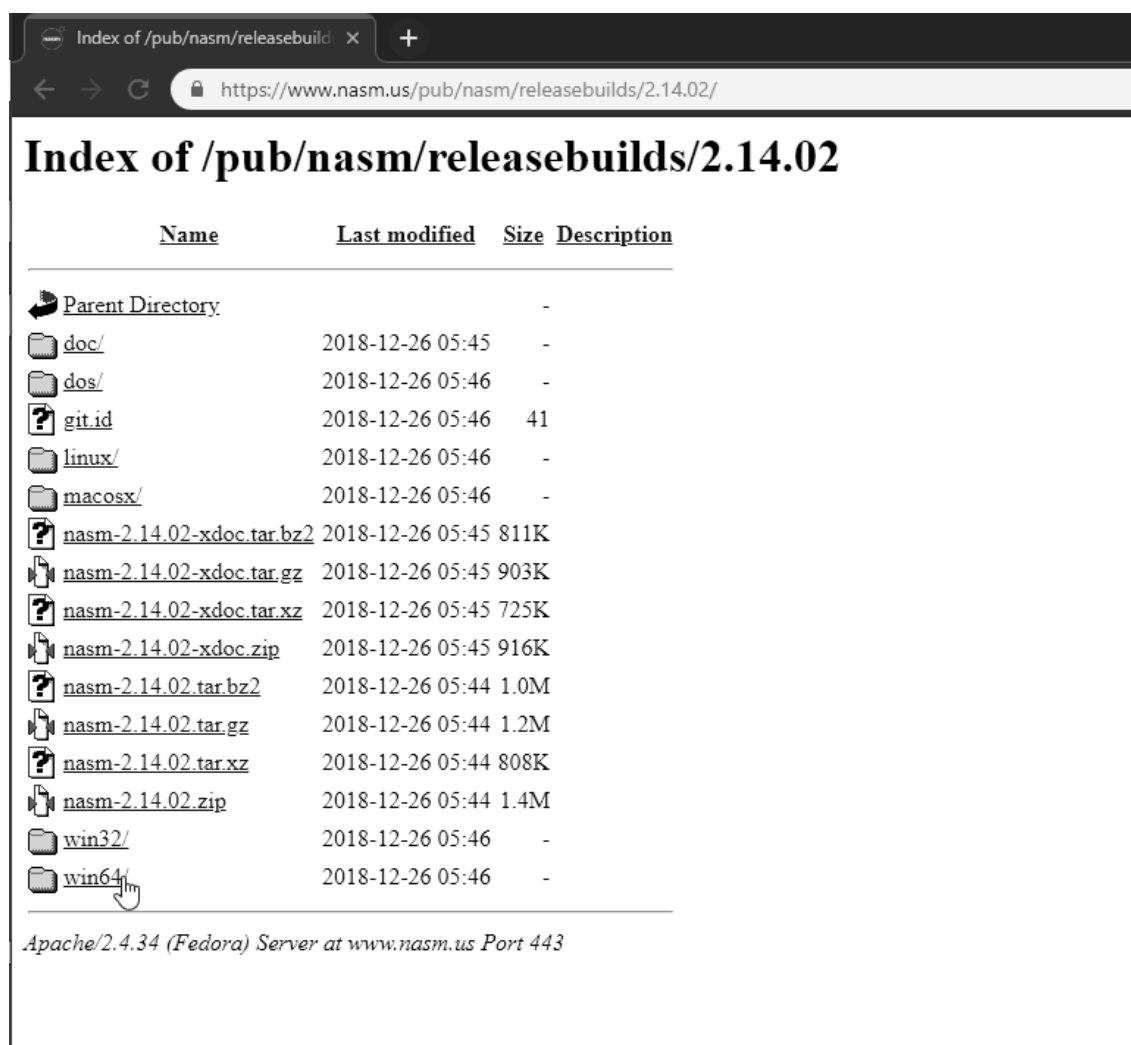 Index of /pub/nasm/releasebuild
https://www.nasm.us/pub/nasm/releasebuilds/2.14.02/
Index of /pub/nasm/releasebuilds/2.14.02
Name Last modified Size Description
Parent Directory -
doc/ 2018-12-26 05:45 -
dos/ 2018-12-26 05:46 -
git.id 2018-12-26 05:46 41
linux/ 2018-12-26 05:46 -
macosx/ 2018-12-26 05:46 -
nasm-2.14.02-xdoc.tar.bz2 2018-12-26 05:45 811K
nasm-2.14.02-xdoc.tar.gz 2018-12-26 05:45 903K
nasm-2.14.02-xdoc.tar.xz 2018-12-26 05:45 725K
nasm-2.14.02-xdoc.zip 2018-12-26 05:45 916K
nasm-2.14.02.tar.bz2 2018-12-26 05:44 1.0M
nasm-2.14.02.tar.gz 2018-12-26 05:44 1.2M
nasm-2.14.02.tar.xz 2018-12-26 05:44 808K
nasm-2.14.02.zip 2018-12-26 05:44 1.4M
win32/ 2018-12-26 05:46 -
win64/ 2018-12-26 05:46 -
Apache/2.4.34 (Fedora) Server at www.nasm.us Port 443